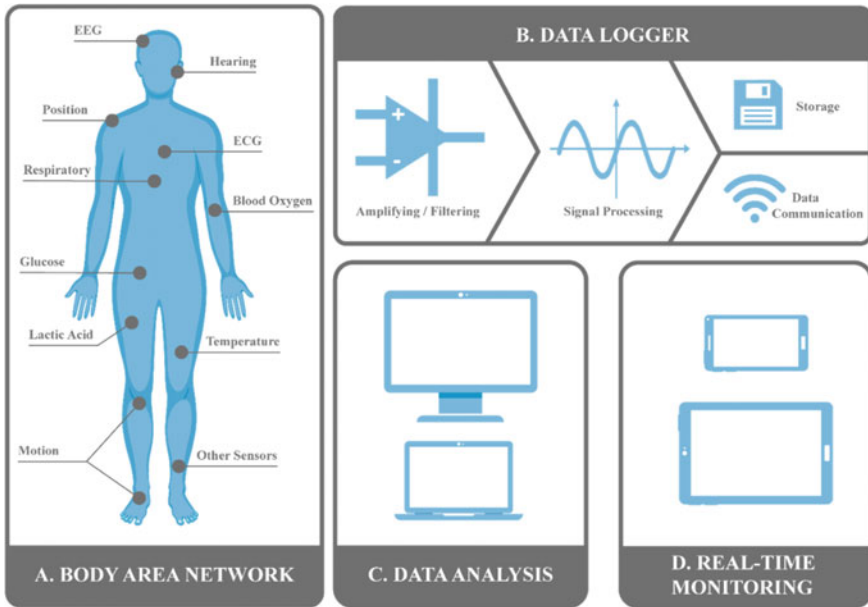 EEG
Hearing
Position
ECG
Respiratory
Blood Oxygen
Glucose
Lactic Acid
Temperature
Motion
Other Sensors
A. BODY AREA NETWORK
B. DATA LOGGER
+
-
Amplifying / Filtering
Signal Processing
Storage
Data
Communication
C. DATA ANALYSIS
D. REAL-TIME
MONITORING